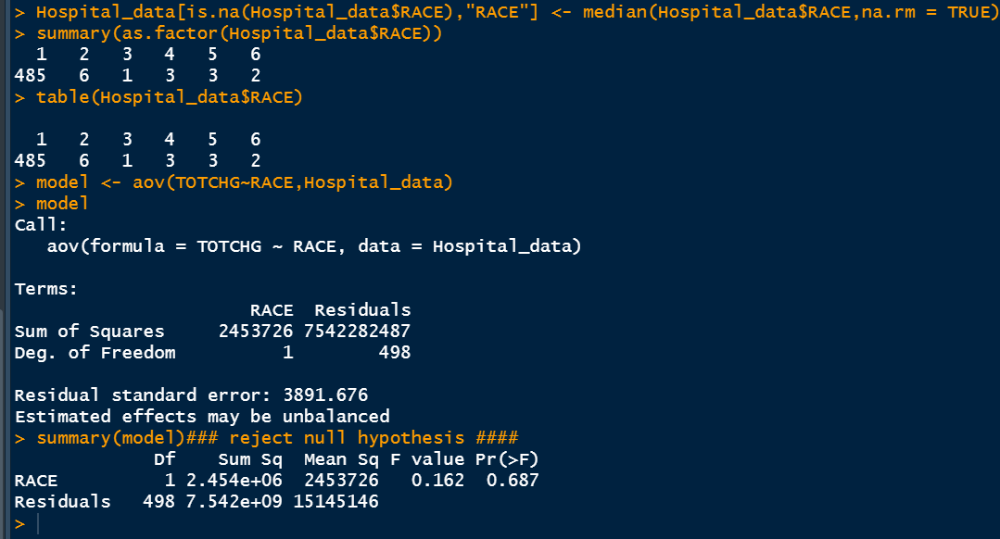 > Hospital_data[is.na(Hospital_data$RACE),"RACE"] <- median(Hospital_data$RACE,na.rm = TRUE)
> summary(as.factor(Hospital_data$RACE))
  1   2   3   4   5   6
485   6   1   3   3   2
> table(Hospital_data$RACE)

  1   2   3   4   5   6
485   6   1   3   3   2
> model <- aov(TOTCHG~RACE,Hospital_data)
> model
Call:
   aov(formula = TOTCHG ~ RACE, data = Hospital_data)

Terms:
                      RACE  Residuals
Sum of Squares     2453726 7542282487
Deg. of Freedom          1        498

Residual standard error: 3891.676
Estimated effects may be unbalanced
> summary(model)### reject null hypothesis ####
             Df    Sum Sq  Mean Sq F value Pr(>F)
RACE          1 2.454e+06  2453726   0.162  0.687
Residuals   498 7.542e+09 15145146
>